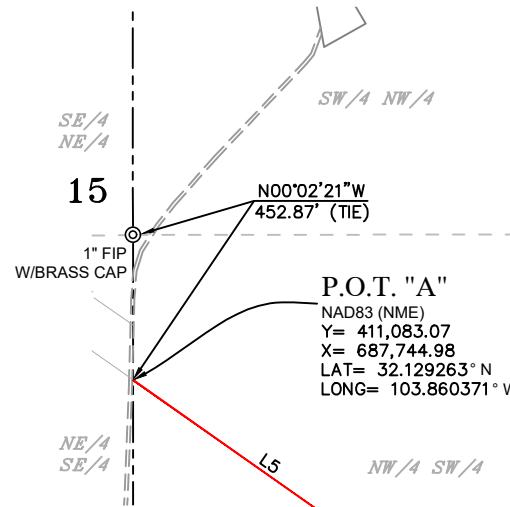 SW/4 NW/4
SE/4
NE/4
15
N00°02'21"W
452.87' (TIE)
1" FIP
W/BRASS CAP
P.O.T. "A"
NAD83 (NME)
Y= 411,083.07
X= 687,744.98
LAT= 32.129263° N
LONG= 103.860371° W
NE/4
SE/4
L5
NW/4 SW/4